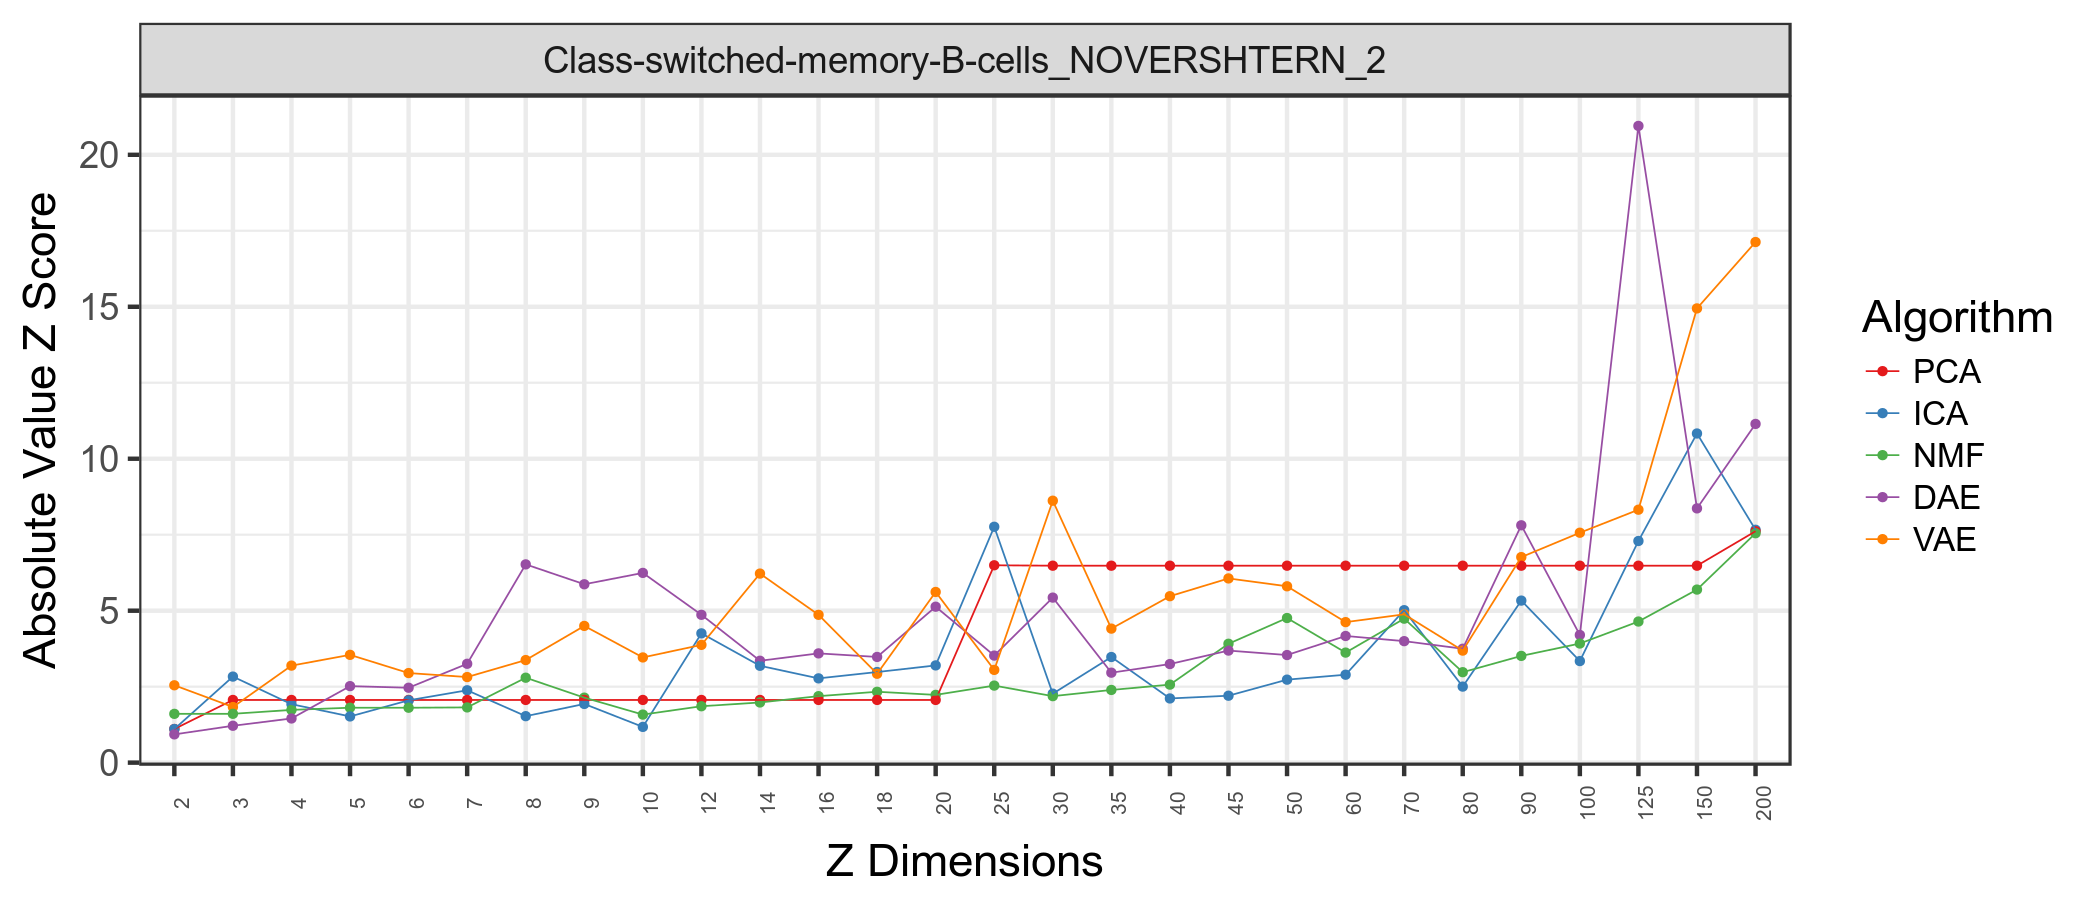 Class-switched-memory-B-cells_NOVERSHTERN_2
Absolute Value Z Score
20
15
10
5
0
2 3 4 5 6 7 8 9 10 12 14 16 18 20 25 30 35 40 45 50 60 70 80 90 100 125 150 200
Z Dimensions
Algorithm
PCA
ICA
NMF
DAE
VAE